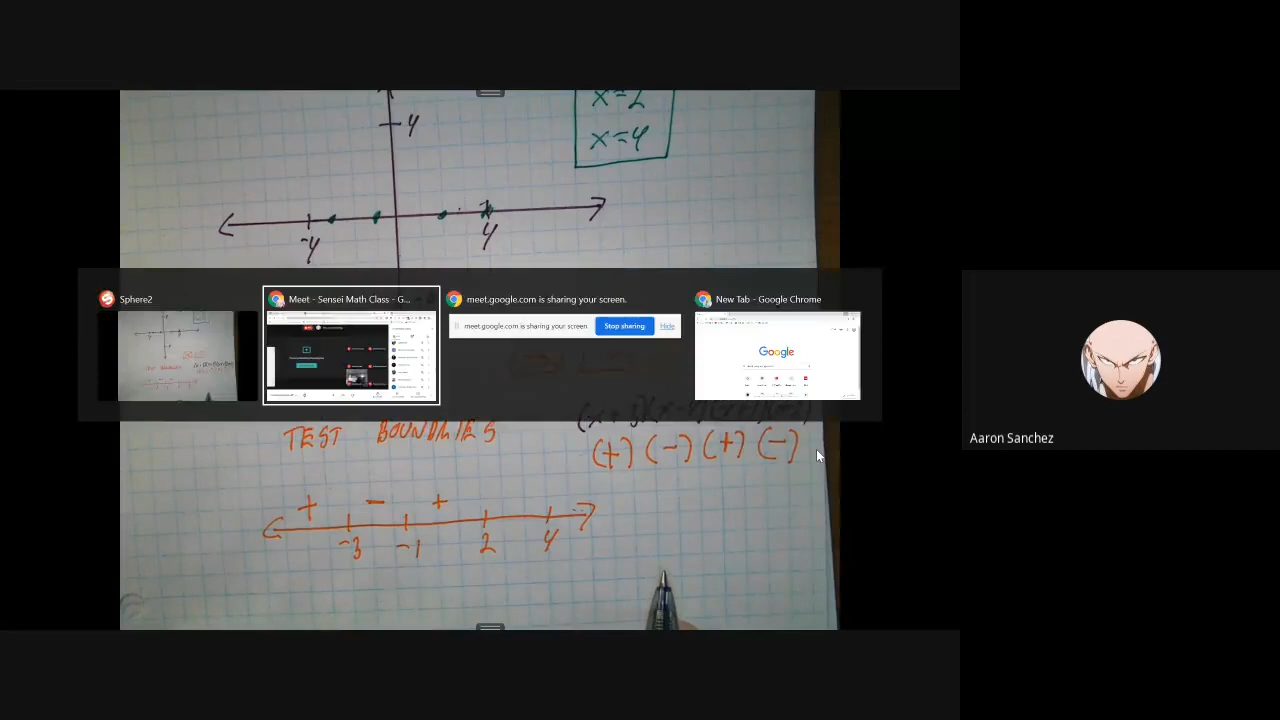 x=2
x=4
4
-4
4
Sphere2
Meet - Sensei Math Class - G...
meet.google.com is sharing your screen.
New Tab - Google Chrome
meet.google.com is sharing your screen
Stop sharing
Hide
Google
TEST BOUNDRIES
(+)(-)(+)(-)
+ - +
-3 -1 2 4
Aaron Sanchez